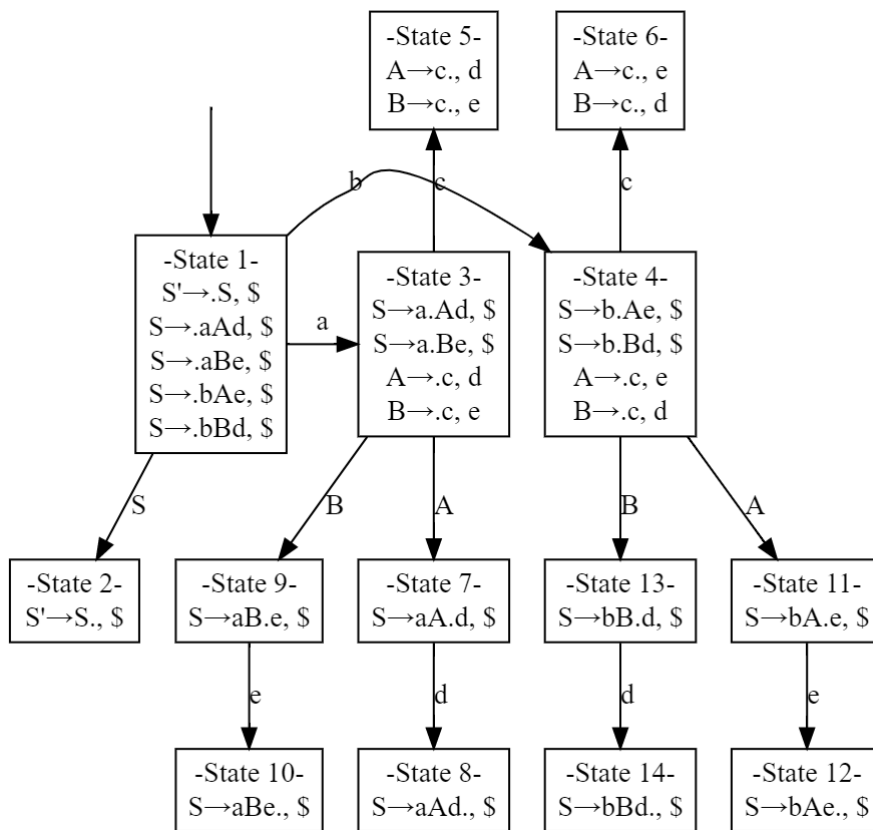 -State 5-
A→c., d
B→c., e
-State 6-
A→c., e
B→c., d
b
c
c
-State 1-
S'→.S, $
S→.aAd, $
S→.aBe, $
S→.bAe, $
S→.bBd, $
a
-State 3-
S→a.Ad, $
S→a.Be, $
A→.c, d
B→.c, e
-State 4-
S→b.Ae, $
S→b.Bd, $
A→.c, e
B→.c, d
S
B
A
B
A
-State 2-
S'→S., $
-State 9-
S→aB.e, $
-State 7-
S→aA.d, $
-State 13-
S→bB.d, $
-State 11-
S→bA.e, $
e
d
d
e
-State 10-
S→aBe., $
-State 8-
S→aAd., $
-State 14-
S→bBd., $
-State 12-
S→bAe., $